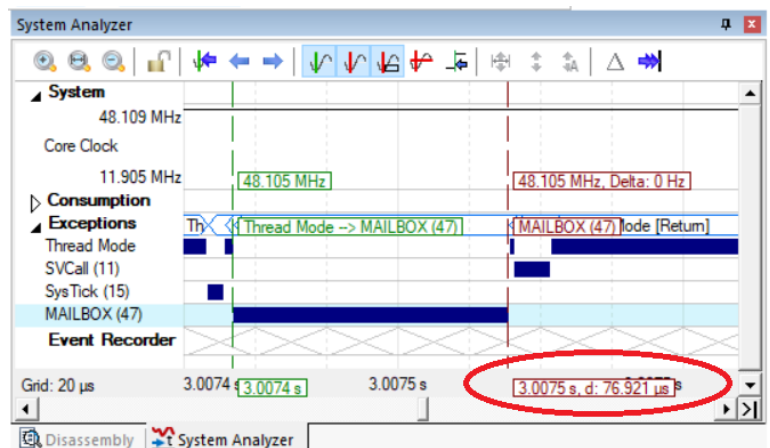 System Analyzer
System
48.109 MHz
Core Clock
11.905 MHz
48.105 MHz
48.105 MHz, Delta: 0 Hz
Consumption
Exceptions
Thread Mode --> MAILBOX (47)
MAILBOX (47)
[Return]
Thread Mode
SVCall (11)
SysTick (15)
MAILBOX (47)
Event Recorder
Grid: 20 µs
3.0074 s
3.0074 s
3.0075 s
3.0075 s, d: 76.921 µs
Disassembly
System Analyzer